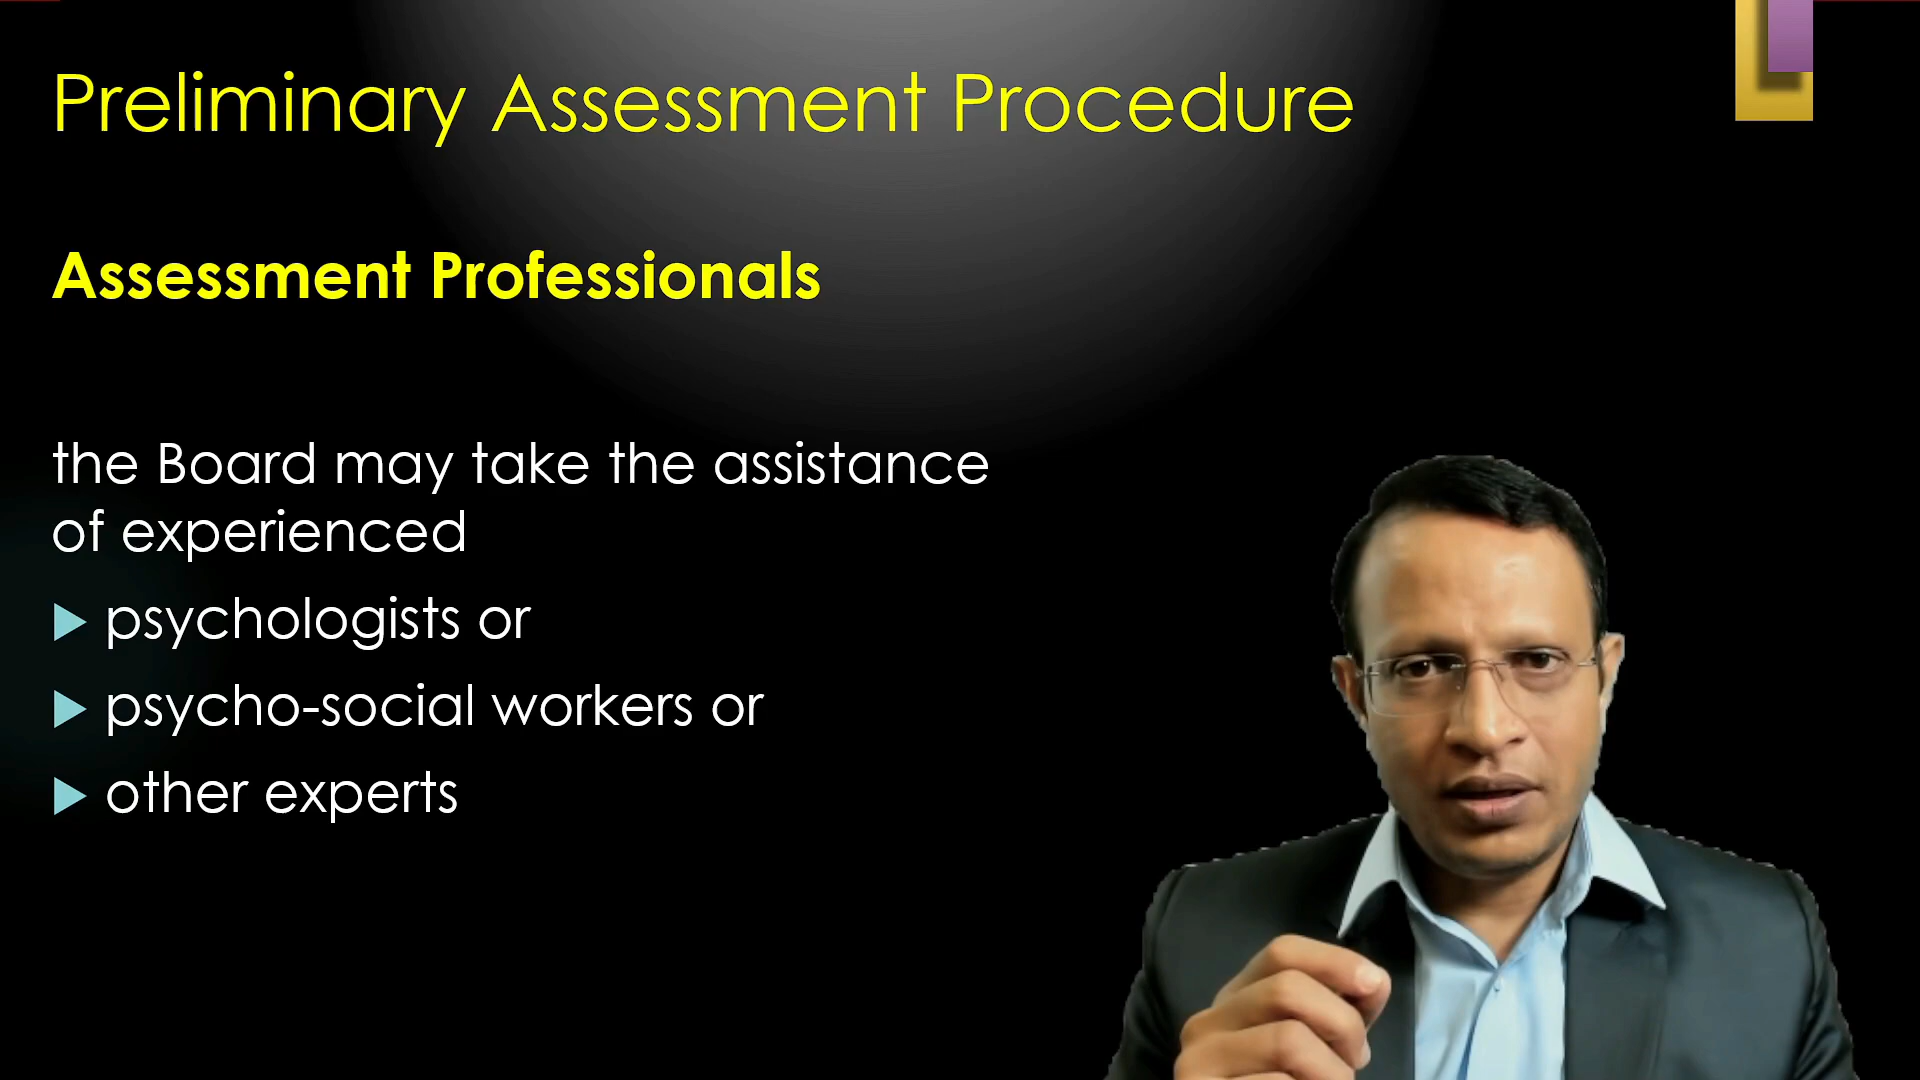 Preliminary Assessment Procedure
Assessment Professionals
the Board may take the assistance
of experienced
psychologists or
psycho-social workers or
other experts